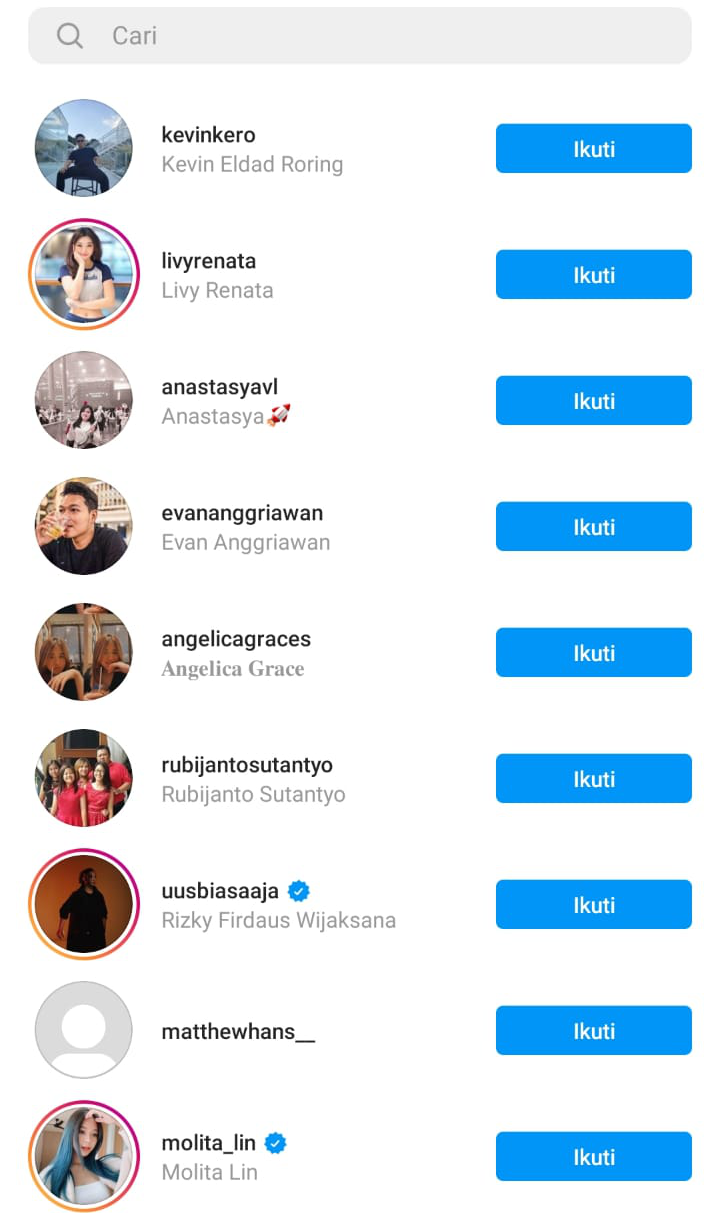 Cari
kevinkero
Kevin Eldad Roring
Ikuti
livyrenata
Livy Renata
Ikuti
anastasyavl
Anastasya🚀
Ikuti
evananggriawan
Evan Anggriawan
Ikuti
angelicagraces
𝐀𝐧𝐠𝐞𝐥𝐢𝐜𝐚 𝐆𝐫𝐚𝐜𝐞
Ikuti
rubijantosutantyo
Rubijanto Sutantyo
Ikuti
uusbiasaaja
Rizky Firdaus Wijaksana
Ikuti
matthewhans__
Ikuti
molita_lin
Molita Lin
Ikuti